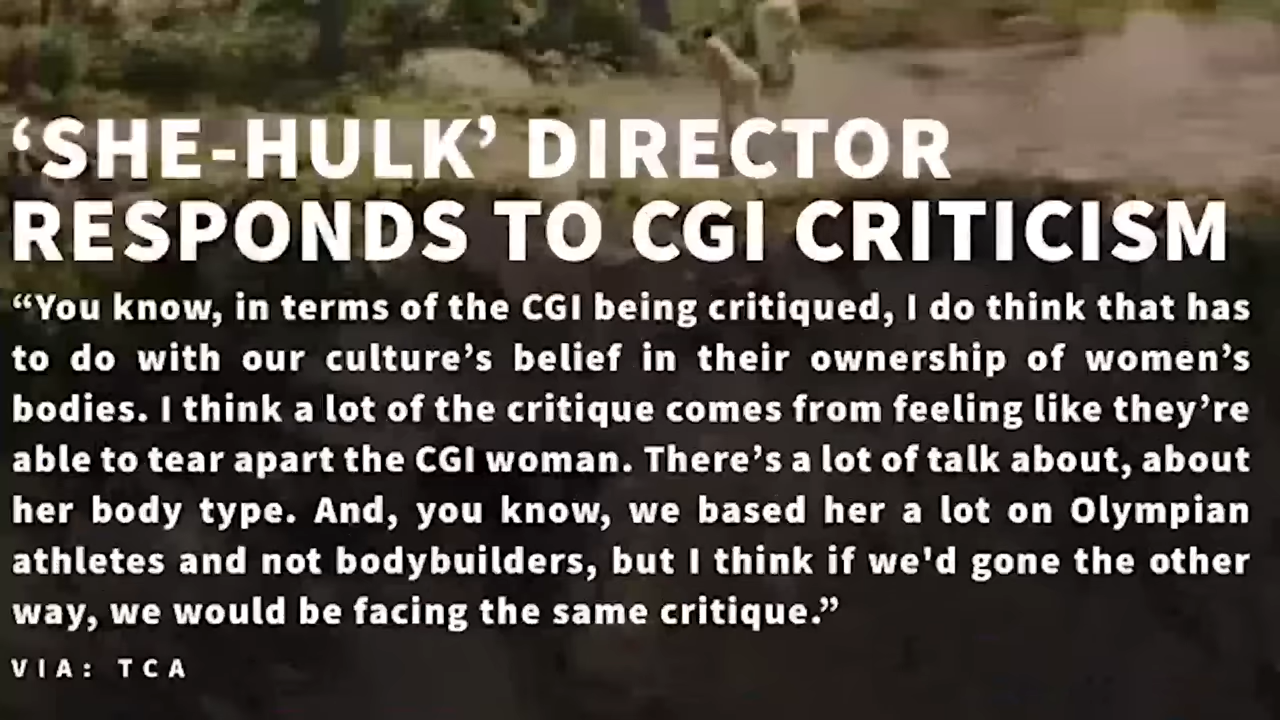 ‘SHE-HULK’ DIRECTOR
RESPONDS TO CGI CRITICISM
“You know, in terms of the CGI being critiqued, I do think that has
to do with our culture’s belief in their ownership of women’s
bodies. I think a lot of the critique comes from feeling like they’re
able to tear apart the CGI woman. There’s a lot of talk about, about
her body type. And, you know, we based her a lot on Olympian
athletes and not bodybuilders, but I think if we'd gone the other
way, we would be facing the same critique.”
VIA: TCA